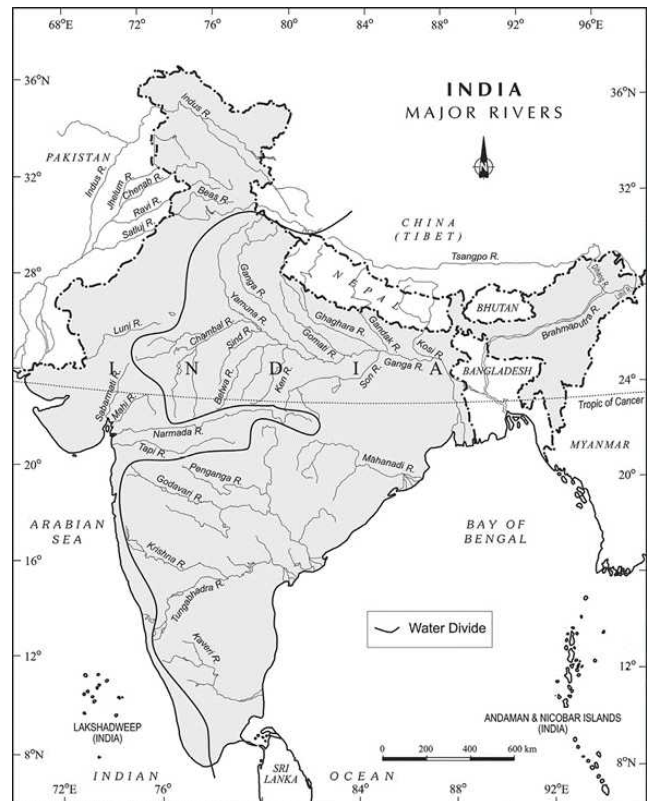 68°E
72°
76°
80°
84°
88°
92°
96°E
36°N
36°N
32°
32°
28°
28°
24°
24°
20°
20°
16°
16°
12°
12°
8°N
8°N
72°E
76°
84°
88°
92°E
INDIA
MAJOR RIVERS
N
PAKISTAN
Indus R.
Indus R.
Jhelum R.
Chenab R.
Ravi R.
Satluj R.
Beas R.
CHINA
(TIBET)
Tsangpo R.
NEPAL
BHUTAN
BANGLADESH
Brahmaputra R.
Ganga R.
Yamuna R.
Ghaghara R.
Gomati R.
Gandak R.
Kosi R.
Luni R.
Chambal R.
Sind R.
Betwa R.
Ken R.
Son R.
Ganga R.
I N D I A
Sabarmati R.
Mahi R.
Tropic of Cancer
MYANMAR
Narmada R.
Tapi R.
Mahanadi R.
Penganga R.
Godavari R.
ARABIAN
SEA
BAY OF
BENGAL
Krishna R.
Tungabhadra R.
Kaveri R.
Water Divide
LAKSHADWEEP
(INDIA)
ANDAMAN & NICOBAR ISLANDS
(INDIA)
0 200 400 600 km
SRI
LANKA
INDIAN OCEAN